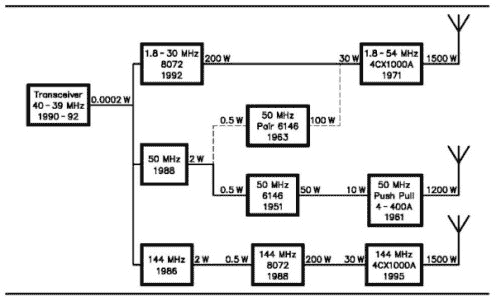 1.8 - 30 MHz
8072
1992
200 W
30 W
1.8 - 54 MHz
4CX1000A
1971
1500 W
Transceiver
40 - 39 MHz
1990 - 92
0.0002 W
0.5 W
50 MHz
Pair 6146
1963
100 W
50 MHz
1988
2 W
0.5 W
50 MHz
6146
1951
50 W
10 W
50 MHz
Push Pull
4 - 400A
1961
1200 W
144 MHz
1986
2 W
0.5 W
144 MHz
8072
1988
200 W
30 W
144 MHz
4CX1000A
1995
1500 W